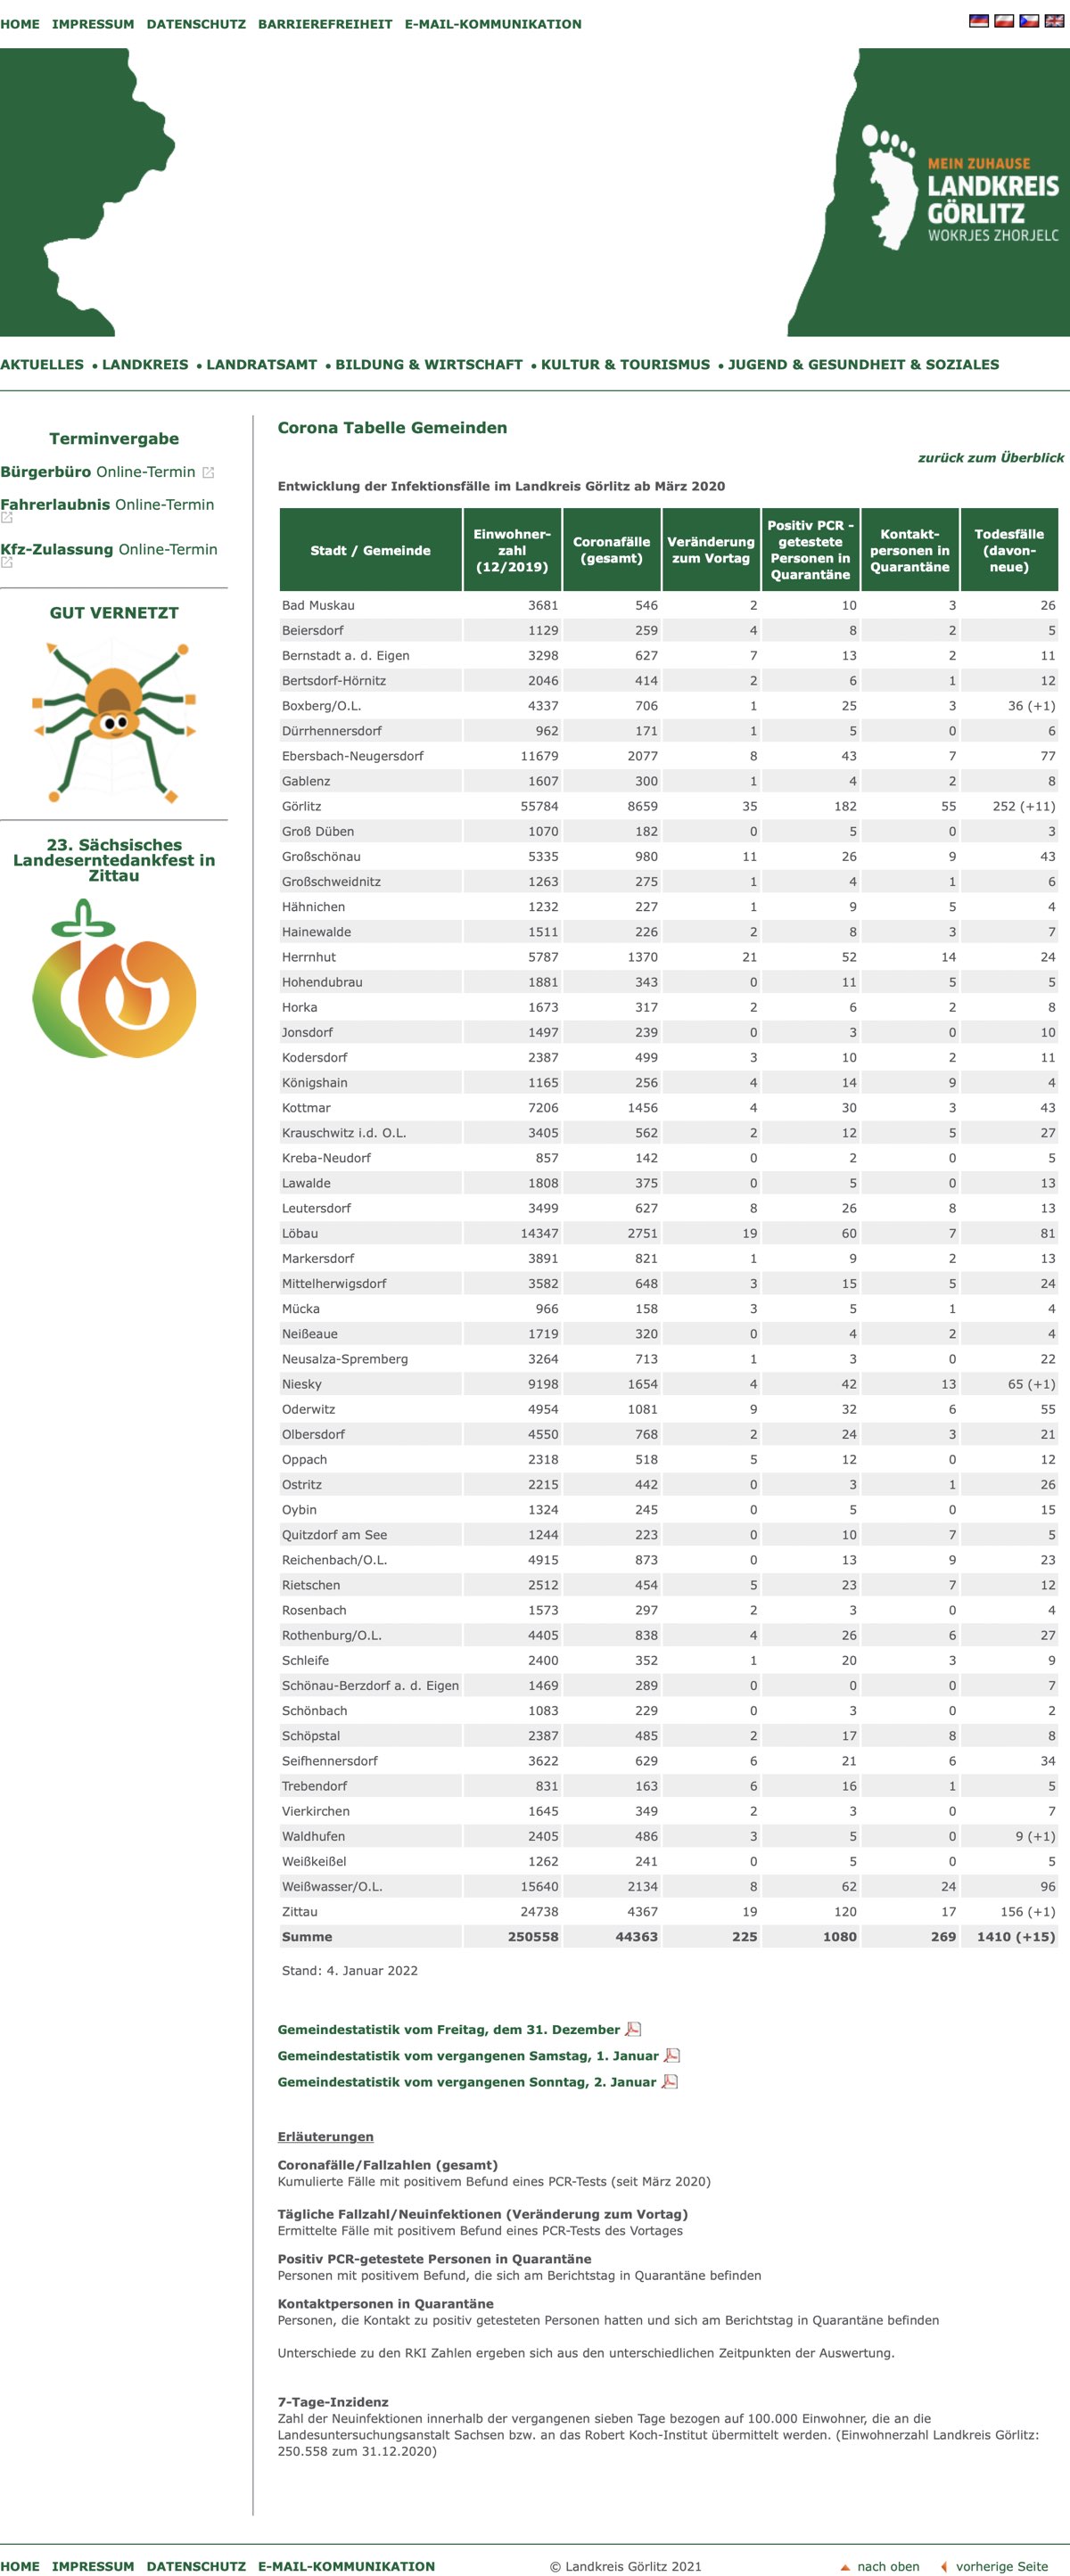 HOME IMPRESSUM DATENSCHUTZ BARRIEREFREIHEIT E-MAIL-KOMMUNIKATION
MEIN ZUHAUSE
LANDKREIS
GÖRLITZ
WOKRJES ZHORJELC
AKTUELLES • LANDKREIS • LANDRATSAMT • BILDUNG & WIRTSCHAFT • KULTUR & TOURISMUS • JUGEND & GESUNDHEIT & SOZIALES
Terminvergabe
Bürgerbüro Online-Termin
Fahrerlaubnis Online-Termin
Kfz-Zulassung Online-Termin
GUT VERNETZT
23. Sächsisches
Landeserntedankfest in
Zittau
Corona Tabelle Gemeinden
zurück zum Überblick
Entwicklung der Infektionsfälle im Landkreis Görlitz ab März 2020
Stadt / Gemeinde Einwohner-zahl (12/2019) Coronafälle (gesamt) Veränderung zum Vortag Positiv PCR - getestete Personen in Quarantäne Kontakt-personen in Quarantäne Todesfälle (davon-neue)
Bad Muskau 3681 546 2 10 3 26
Beiersdorf 1129 259 4 8 2 5
Bernstadt a. d. Eigen 3298 627 7 13 2 11
Bertsdorf-Hörnitz 2046 414 2 6 1 12
Boxberg/O.L. 4337 706 1 25 3 36 (+1)
Dürrhennersdorf 962 171 1 5 0 6
Ebersbach-Neugersdorf 11679 2077 8 43 7 77
Gablenz 1607 300 1 4 2 8
Görlitz 55784 8659 35 182 55 252 (+11)
Groß Düben 1070 182 0 5 0 3
Großschönau 5335 980 11 26 9 43
Großschweidnitz 1263 275 1 4 1 6
Hähnichen 1232 227 1 9 5 4
Hainewalde 1511 226 2 8 3 7
Herrnhut 5787 1370 21 52 14 24
Hohendubrau 1881 343 0 11 5 5
Horka 1673 317 2 6 2 8
Jonsdorf 1497 239 0 3 0 10
Kodersdorf 2387 499 3 10 2 11
Königshain 1165 256 4 14 9 4
Kottmar 7206 1456 4 30 3 43
Krauschwitz i.d. O.L. 3405 562 2 12 5 27
Kreba-Neudorf 857 142 0 2 0 5
Lawalde 1808 375 0 5 0 13
Leutersdorf 3499 627 8 26 8 13
Löbau 14347 2751 19 60 7 81
Markersdorf 3891 821 1 9 2 13
Mittelherwigsdorf 3582 648 3 15 5 24
Mücka 966 158 3 5 1 4
Neißeaue 1719 320 0 4 2 4
Neusalza-Spremberg 3264 713 1 3 0 22
Niesky 9198 1654 4 42 13 65 (+1)
Oderwitz 4954 1081 9 32 6 55
Olbersdorf 4550 768 2 24 3 21
Oppach 2318 518 5 12 0 12
Ostritz 2215 442 0 3 1 26
Oybin 1324 245 0 5 0 15
Quitzdorf am See 1244 223 0 10 7 5
Reichenbach/O.L. 4915 873 0 13 9 23
Rietschen 2512 454 5 23 7 12
Rosenbach 1573 297 2 3 0 4
Rothenburg/O.L. 4405 838 4 26 6 27
Schleife 2400 352 1 20 3 9
Schönau-Berzdorf a. d. Eigen 1469 289 0 0 0 7
Schönbach 1083 229 0 3 0 2
Schöpstal 2387 485 2 17 8 8
Seifhennersdorf 3622 629 6 21 6 34
Trebendorf 831 163 6 16 1 5
Vierkirchen 1645 349 2 3 0 7
Waldhufen 2405 486 3 5 0 9 (+1)
Weißkeißel 1262 241 0 5 0 5
Weißwasser/O.L. 15640 2134 8 62 24 96
Zittau 24738 4367 19 120 17 156 (+1)
Summe 250558 44363 225 1080 269 1410 (+15)
Stand: 4. Januar 2022
Gemeindestatistik vom Freitag, dem 31. Dezember
Gemeindestatistik vom vergangenen Samstag, 1. Januar
Gemeindestatistik vom vergangenen Sonntag, 2. Januar
Erläuterungen
Coronafälle/Fallzahlen (gesamt)
Kumulierte Fälle mit positivem Befund eines PCR-Tests (seit März 2020)
Tägliche Fallzahl/Neuinfektionen (Veränderung zum Vortag)
Ermittelte Fälle mit positivem Befund eines PCR-Tests des Vortages
Positiv PCR-getestete Personen in Quarantäne
Personen mit positivem Befund, die sich am Berichtstag in Quarantäne befinden
Kontaktpersonen in Quarantäne
Personen, die Kontakt zu positiv getesteten Personen hatten und sich am Berichtstag in Quarantäne befinden
Unterschiede zu den RKI Zahlen ergeben sich aus den unterschiedlichen Zeitpunkten der Auswertung.
7-Tage-Inzidenz
Zahl der Neuinfektionen innerhalb der vergangenen sieben Tage bezogen auf 100.000 Einwohner, die an die
Landesuntersuchungsanstalt Sachsen bzw. an das Robert Koch-Institut übermittelt werden. (Einwohnerzahl Landkreis Görlitz:
250.558 zum 31.12.2020)
HOME IMPRESSUM DATENSCHUTZ E-MAIL-KOMMUNIKATION © Landkreis Görlitz 2021 nach oben vorherige Seite